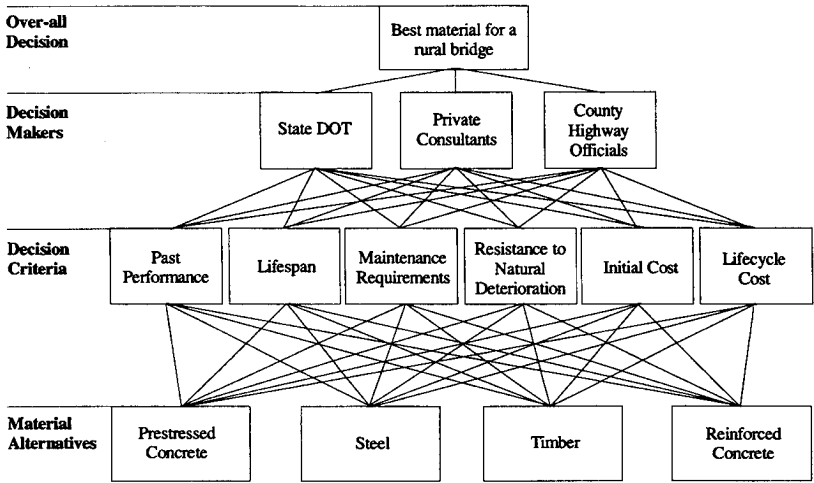 Over-all
Decision
Best material for a
rural bridge
Decision
Makers
State DOT
Private
Consultants
County
Highway
Officials
Decision
Criteria
Past
Performance
Lifespan
Maintenance
Requirements
Resistance to
Natural
Deterioration
Initial Cost
Lifecycle
Cost
Material
Alternatives
Prestressed
Concrete
Steel
Timber
Reinforced
Concrete